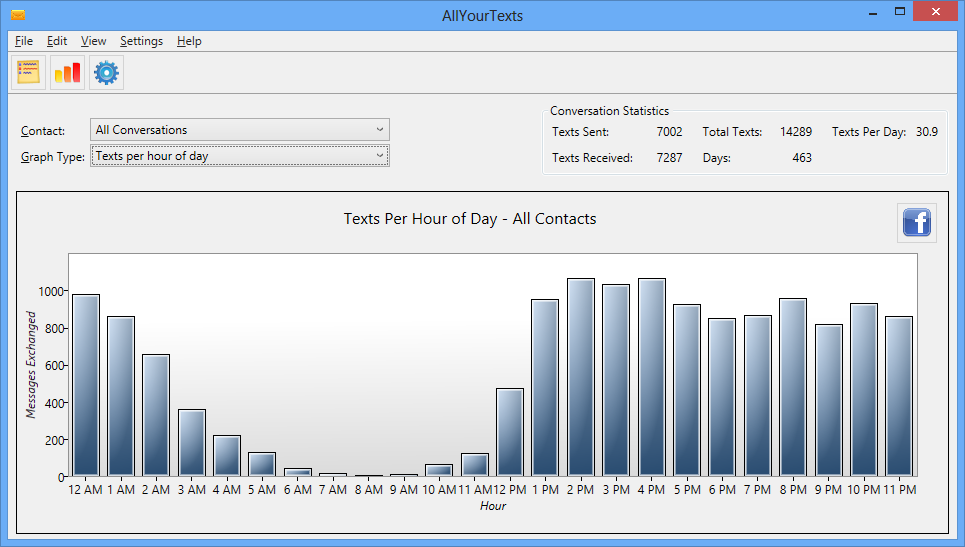 AllYourTexts
File Edit View Settings Help
Contact: All Conversations
Graph Type: Texts per hour of day
Conversation Statistics
Texts Sent: 7002 Total Texts: 14289 Texts Per Day: 30.9
Texts Received: 7287 Days: 463
Texts Per Hour of Day - All Contacts
f
Messages Exchanged
1000
800
600
400
200
0
12 AM 1 AM 2 AM 3 AM 4 AM 5 AM 6 AM 7 AM 8 AM 9 AM 10 AM 11 AM 12 PM 1 PM 2 PM 3 PM 4 PM 5 PM 6 PM 7 PM 8 PM 9 PM 10 PM 11 PM
Hour